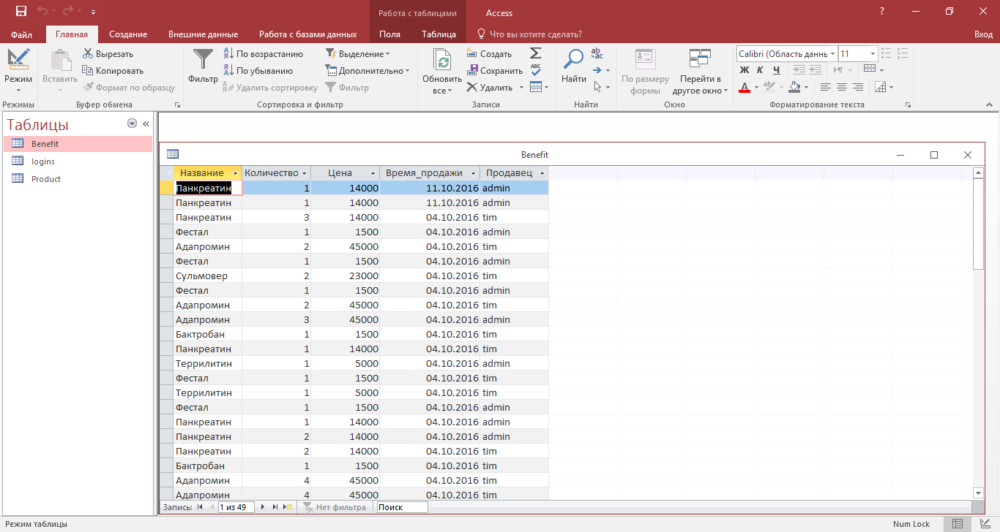 Работа с таблицами Access ?
Файл Главная Создание Внешние данные Работа с базами данных Поля Таблица Что вы хотите сделать? Вход
Режим
Вставить
Вырезать
Копировать
Формат по образцу
Фильтр
По возрастанию
По убыванию
Удалить сортировку
Выделение
Дополнительно
Фильтр
Обновить
все
Создать
Сохранить
Удалить
Найти
По размеру
формы
Перейти в
другое окно
Calibri (Область даннь 11
Ж К Ч
Режимы Буфер обмена Сортировка и фильтр Записи Найти Окно Форматирование текста
Таблицы
Benefit
logins
Product
Benefit
Название Количество Цена Время_продажи Продавец
Панкреатин 1 14000 11.10.2016 admin
Панкреатин 1 14000 11.10.2016 admin
Панкреатин 3 14000 04.10.2016 tim
Фестал 1 1500 04.10.2016 admin
Адапромин 2 45000 04.10.2016 tim
Фестал 1 1500 04.10.2016 admin
Сульмовер 2 23000 04.10.2016 tim
Фестал 1 1500 04.10.2016 admin
Адапромин 2 45000 04.10.2016 tim
Адапромин 3 45000 04.10.2016 admin
Бактробан 1 1500 04.10.2016 tim
Панкреатин 1 14000 04.10.2016 tim
Террилитин 1 5000 04.10.2016 admin
Фестал 1 1500 04.10.2016 tim
Террилитин 1 5000 04.10.2016 tim
Фестал 1 1500 04.10.2016 admin
Панкреатин 1 14000 04.10.2016 admin
Панкреатин 2 14000 04.10.2016 admin
Панкреатин 2 14000 04.10.2016 tim
Бактробан 1 1500 04.10.2016 tim
Адапромин 4 45000 04.10.2016 tim
Адапромин 4 45000 04.10.2016 tim
Запись: 1 из 49 Нет фильтра Поиск
Режим таблицы Num Lock